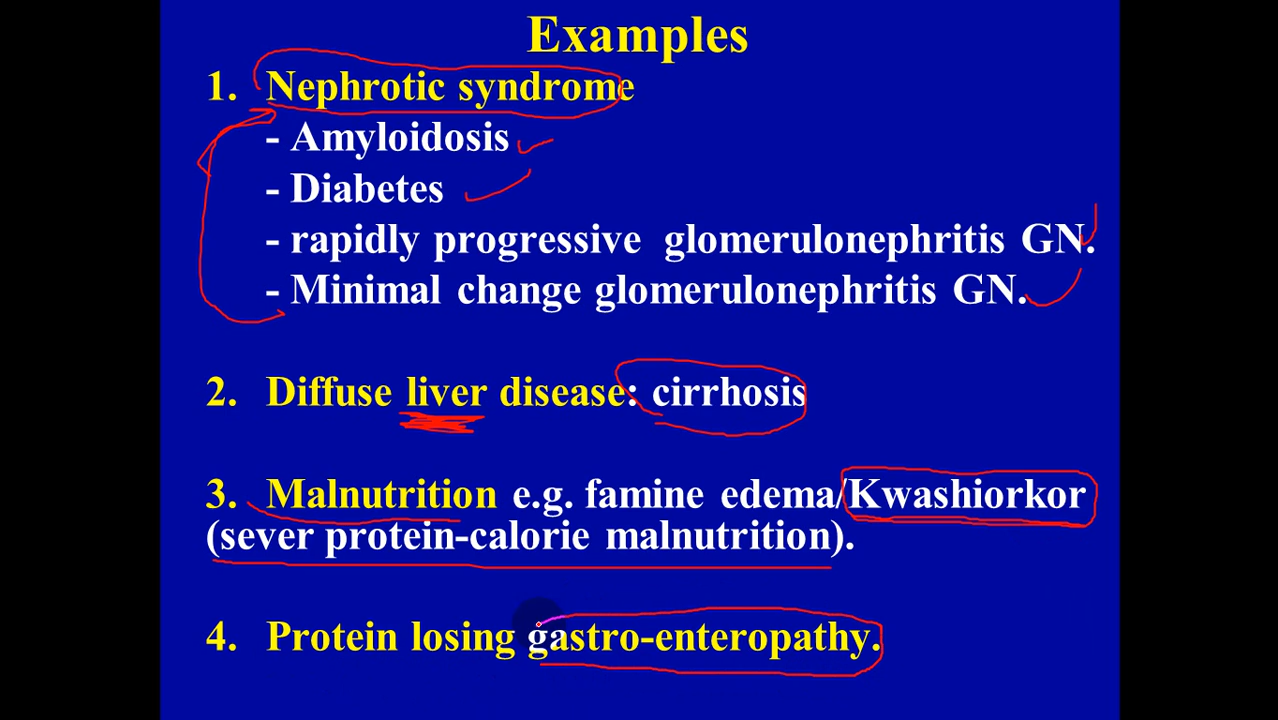 Examples
1. Nephrotic syndrome
- Amyloidosis
- Diabetes
- rapidly progressive glomerulonephritis GN.
- Minimal change glomerulonephritis GN.
2. Diffuse liver disease: cirrhosis
3. Malnutrition e.g. famine edema/Kwashiorkor
(sever protein-calorie malnutrition).
4. Protein losing gastro-enteropathy.